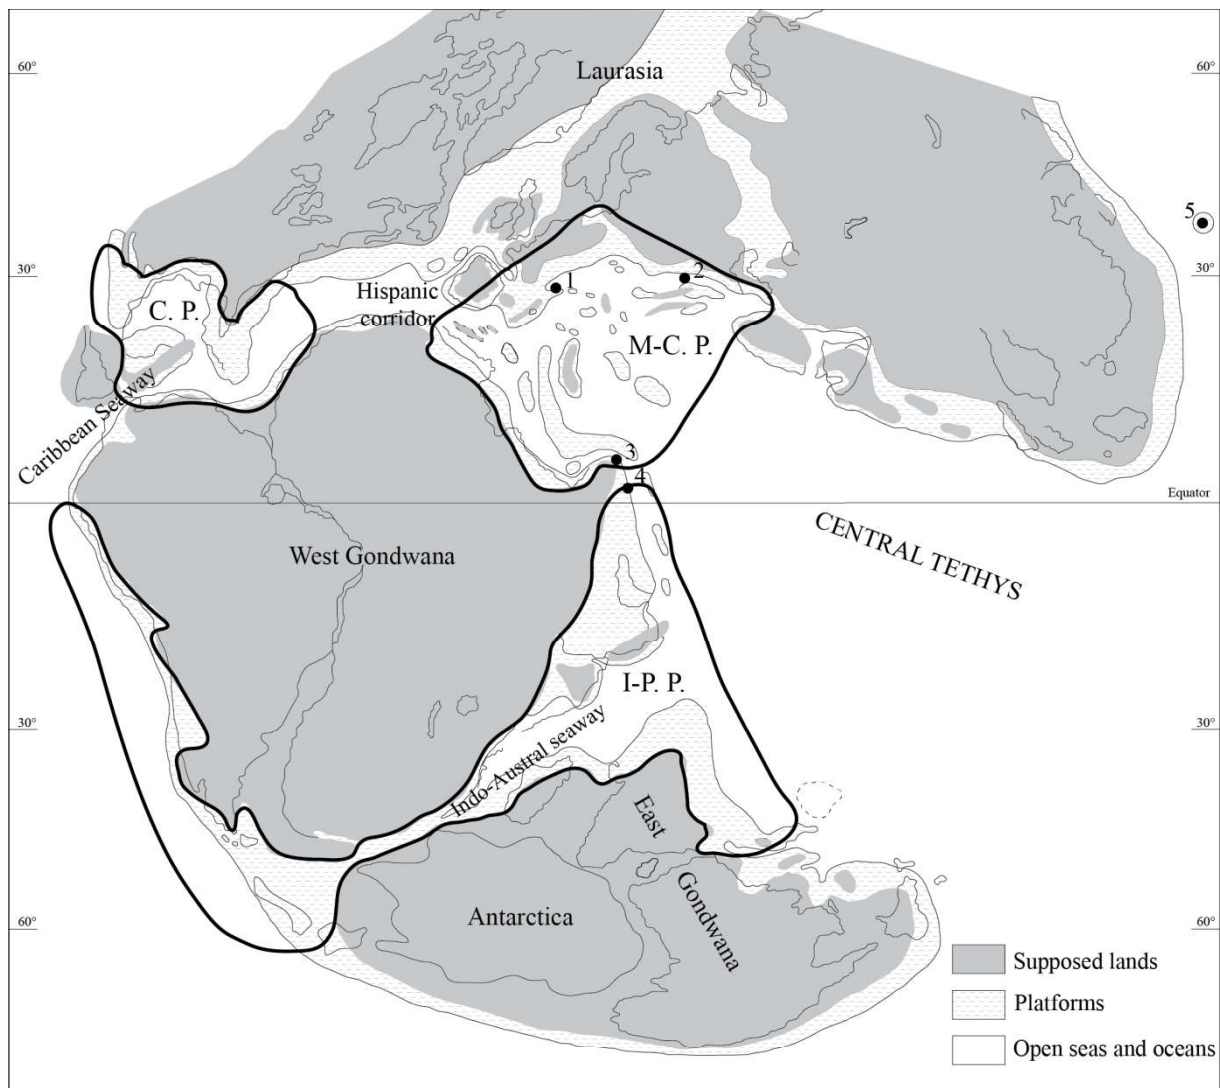 60°
Laurasia
60°
5
30°
30°
Hispanic
corridor
1
2
C. P.
M-C. P.
Caribbean Seaway
3
4
Equator
CENTRAL TETHYS
West Gondwana
I-P. P.
30°
Indo-Austral seaway
30°
East
Gondwana
Antarctica
60°
60°
Supposed lands
Platforms
Open seas and oceans